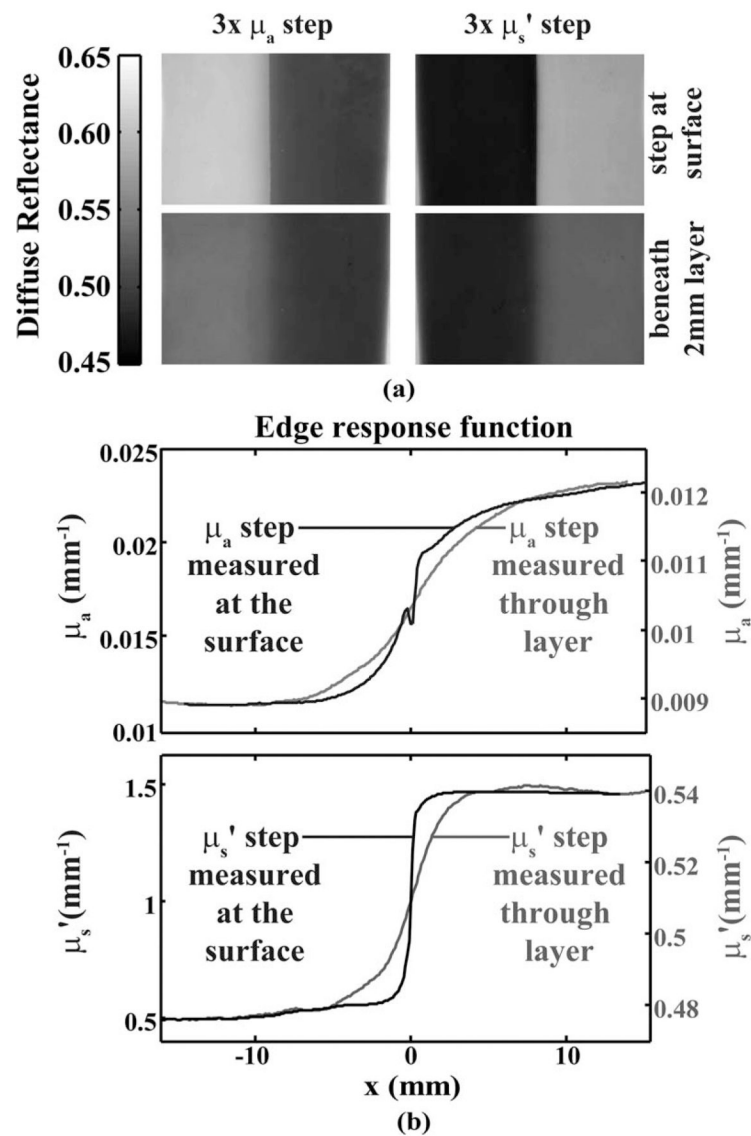 3x μa step
3x μs' step
Diffuse Reflectance
0.65
0.60
0.55
0.50
0.45
step at
surface
beneath
2mm layer
(a)
Edge response function
μa (mm-1)
0.025
0.02
0.015
0.01
μa step
measured
at the
surface
μa step
measured
through
layer
0.012
0.011
0.01
0.009
μa (mm-1)
μs'(mm-1)
1.5
1
0.5
μs' step
measured
at the
surface
μs' step
measured
through
layer
0.54
0.52
0.5
0.48
μs'(mm-1)
-10
0
10
x (mm)
(b)